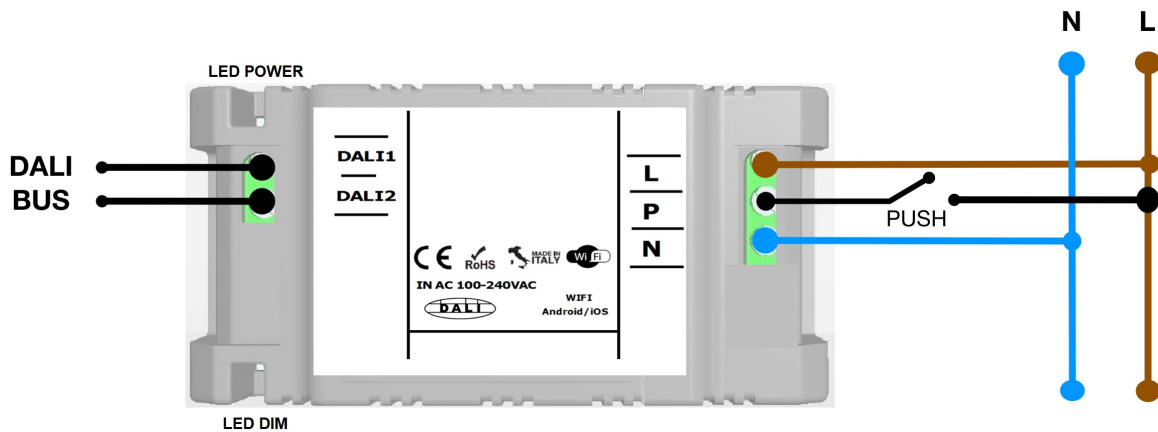 N L
LED POWER
DALI
BUS
DALI1
DALI2
L
P
N
PUSH
CE RoHS MADE IN ITALY Wi Fi
IN AC 100-240VAC
DALI
WIFI
Android/iOS
LED DIM